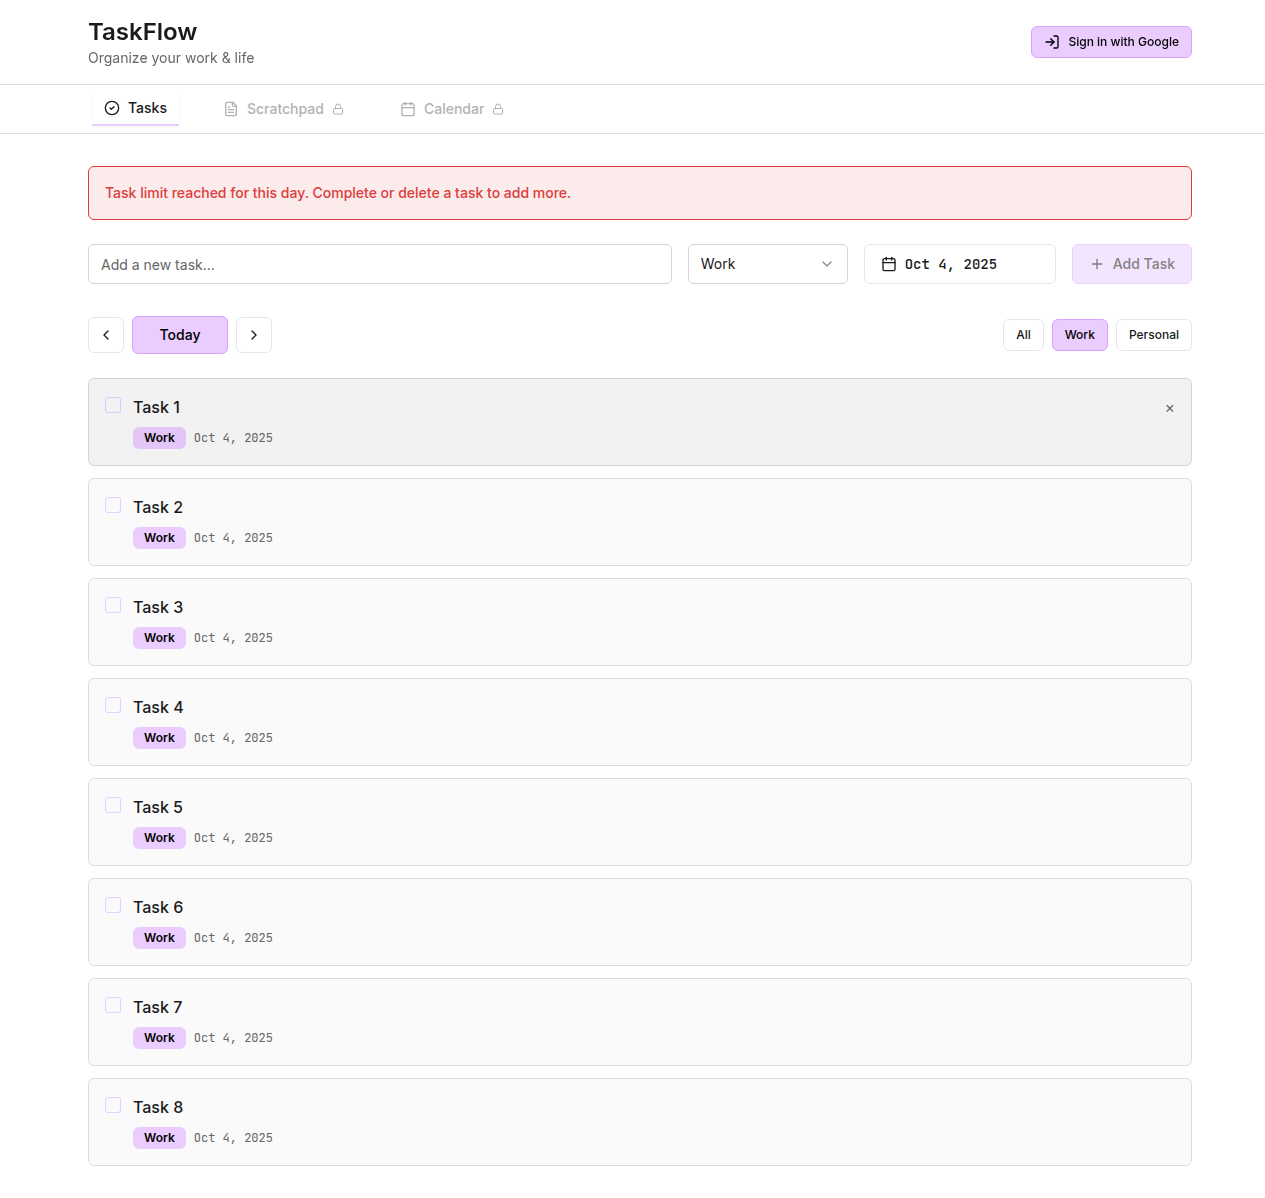 TaskFlow
Organize your work & life
Sign in with Google
Tasks
Scratchpad
Calendar
Task limit reached for this day. Complete or delete a task to add more.
Add a new task...
Work
Oct 4, 2025
Add Task
Today
All
Work
Personal
Task 1
Work Oct 4, 2025
Task 2
Work Oct 4, 2025
Task 3
Work Oct 4, 2025
Task 4
Work Oct 4, 2025
Task 5
Work Oct 4, 2025
Task 6
Work Oct 4, 2025
Task 7
Work Oct 4, 2025
Task 8
Work Oct 4, 2025